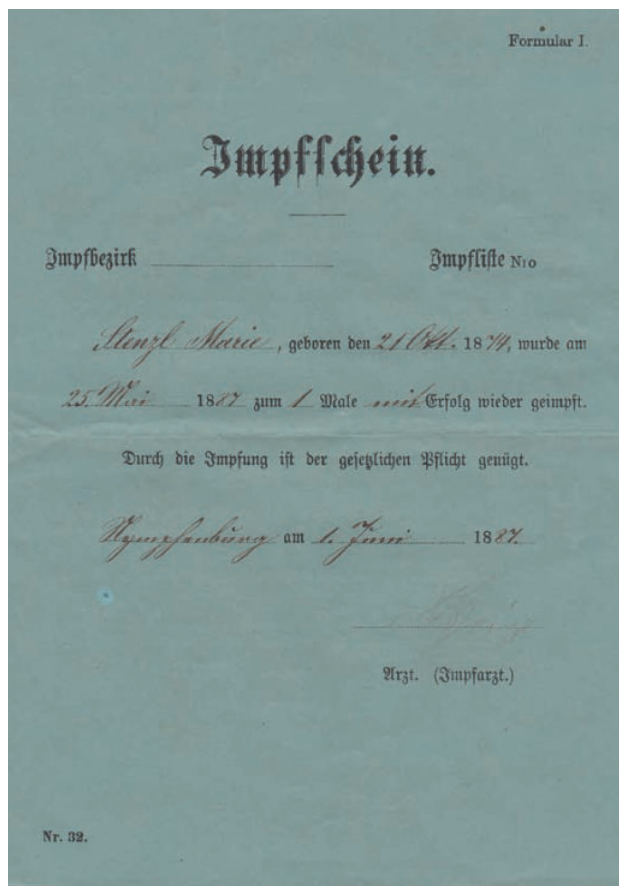 Formular I.
Impfschein.
Impfbezirk Impfliste No
Stenzl Marie, geboren den 21 Okt. 1874, wurde am
25. Mai 1887 zum 1 Male mit Erfolg wieder geimpft.
Durch die Impfung ist der gesetzlichen Pflicht genügt.
Nymphenburg am 1. Juni 1887.
Arzt. (Impfarzt.)
Nr. 32.